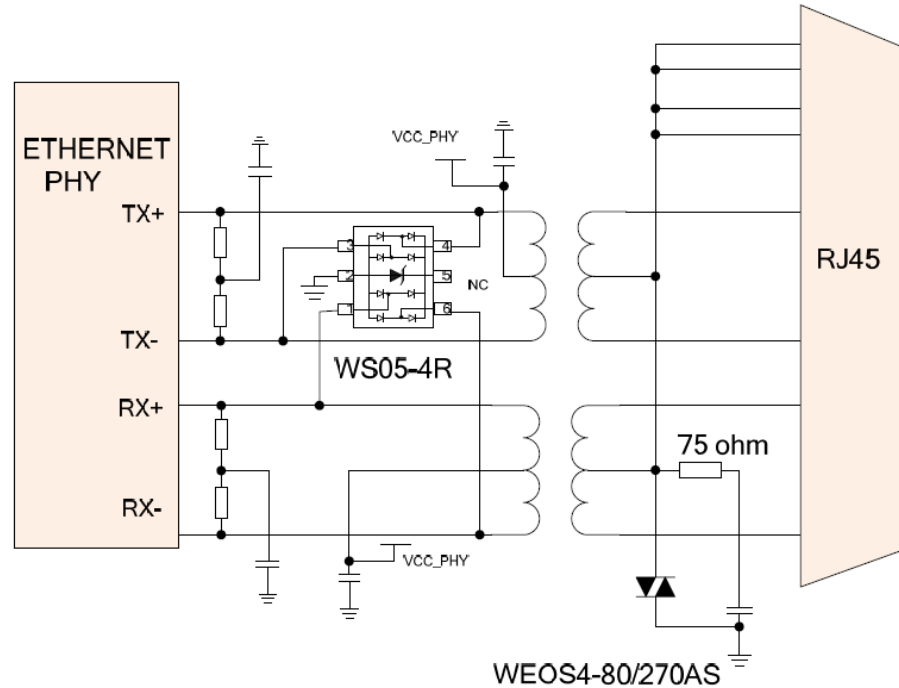 ETHERNET
PHY
TX+
TX-
RX+
RX-
'VCC_PHY'
3
4
2
5
NC
1
6
WS05-4R
RJ45
75 ohm
'VCC_PHY'
WEOS4-80/270AS